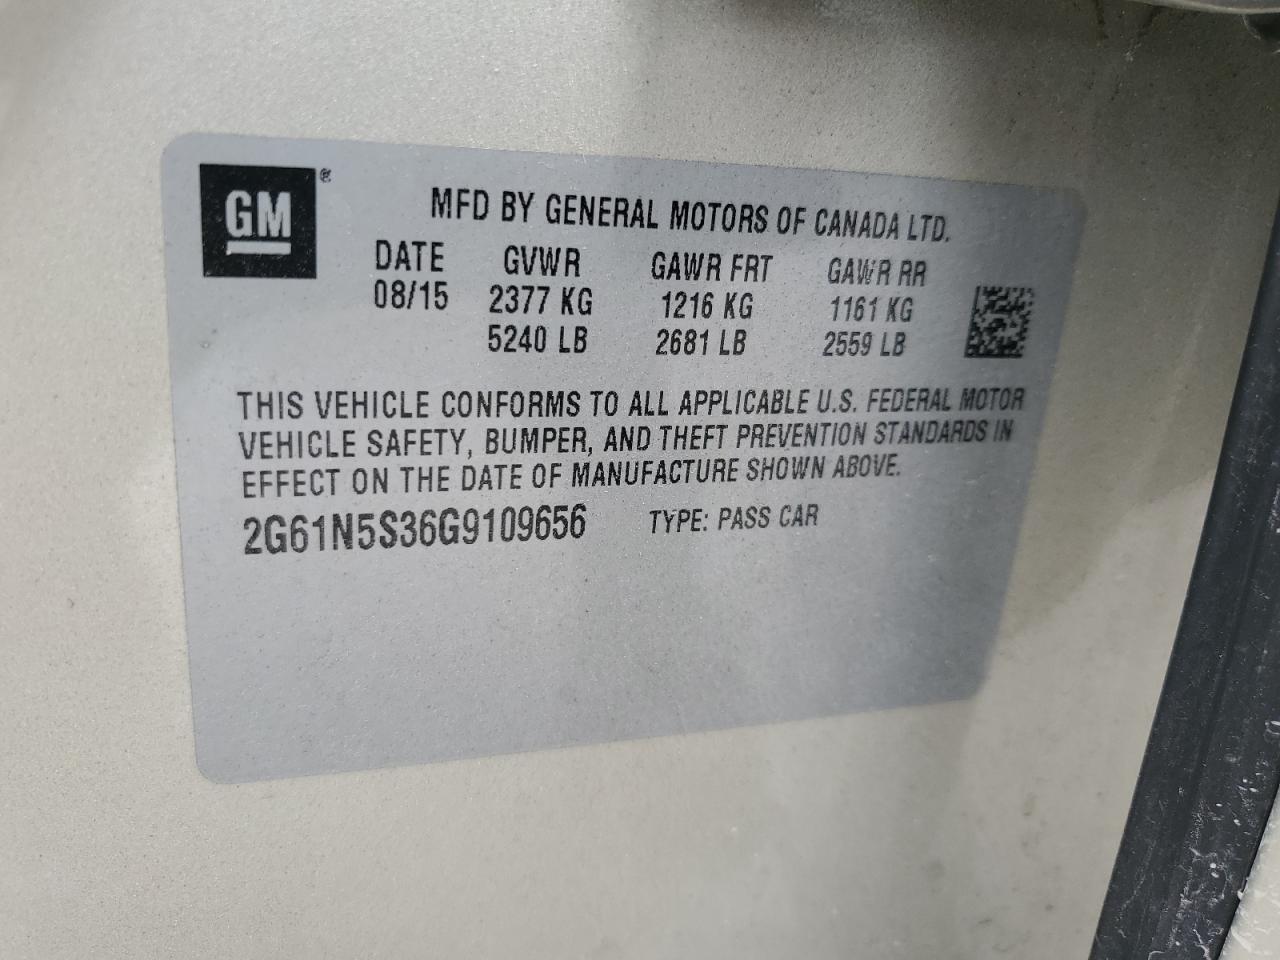 GM ®
MFD BY GENERAL MOTORS OF CANADA LTD.
DATE GVWR GAWR FRT GAWR RR
08/15 2377 KG 1216 KG 1161 KG
5240 LB 2681 LB 2559 LB
THIS VEHICLE CONFORMS TO ALL APPLICABLE U.S. FEDERAL MOTOR
VEHICLE SAFETY, BUMPER, AND THEFT PREVENTION STANDARDS IN
EFFECT ON THE DATE OF MANUFACTURE SHOWN ABOVE.
2G61N5S36G9109656 TYPE: PASS CAR